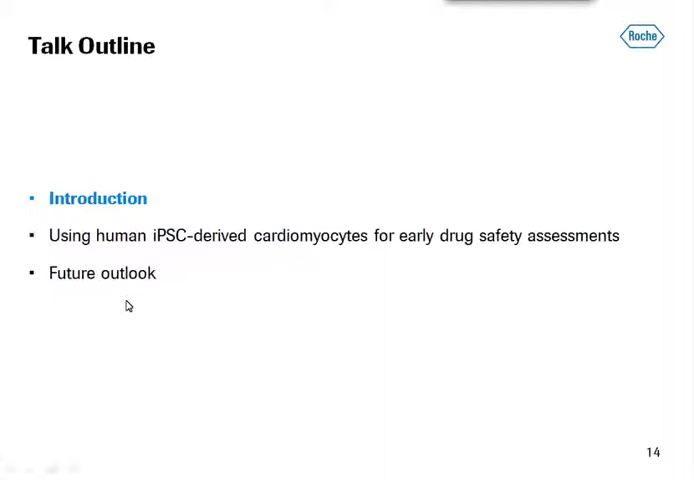 Talk Outline
Roche
▪ Introduction
▪ Using human iPSC-derived cardiomyocytes for early drug safety assessments
▪ Future outlook
14